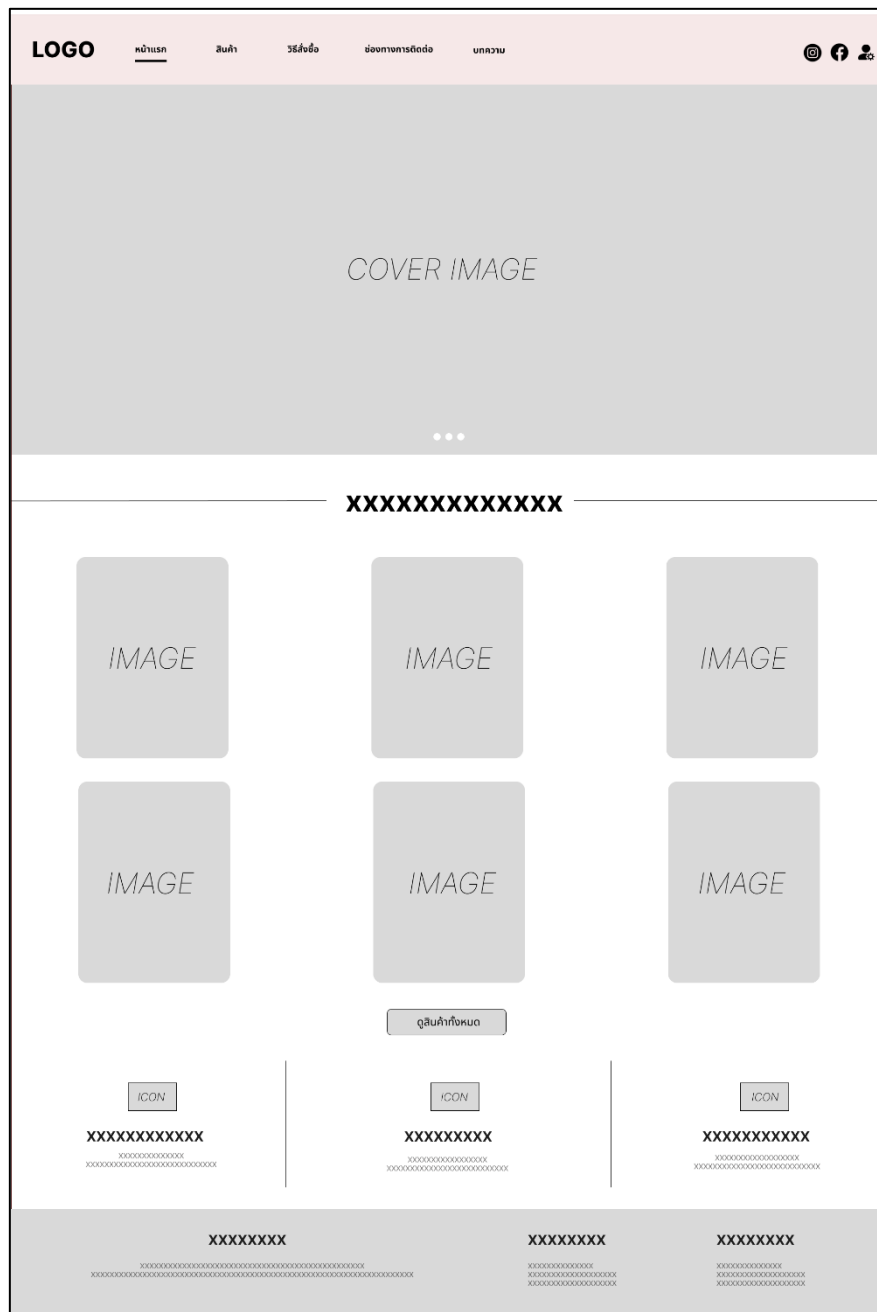 LOGO หน้าแรก สินค้า วิธีสั่งซื้อ ช่องทางการติดต่อ บทความ
COVER IMAGE
XXXXXXXXXXXXX
IMAGE IMAGE IMAGE
IMAGE IMAGE IMAGE
ดูสินค้าทั้งหมด
ICON ICON ICON
XXXXXXXXXXXX XXXXXXXXX XXXXXXXXXXX
XXXXXXXX XXXXXXXX XXXXXXXX